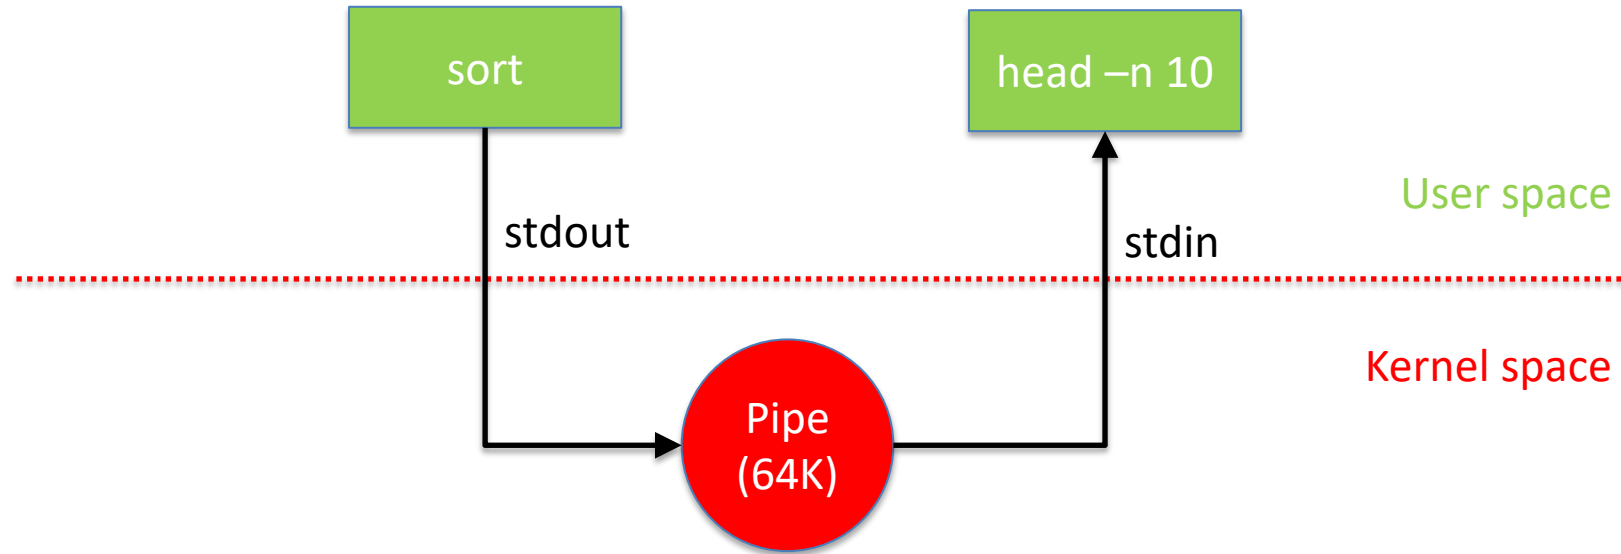 sort
head –n 10
User space
stdout
stdin
Kernel space
Pipe
(64K)